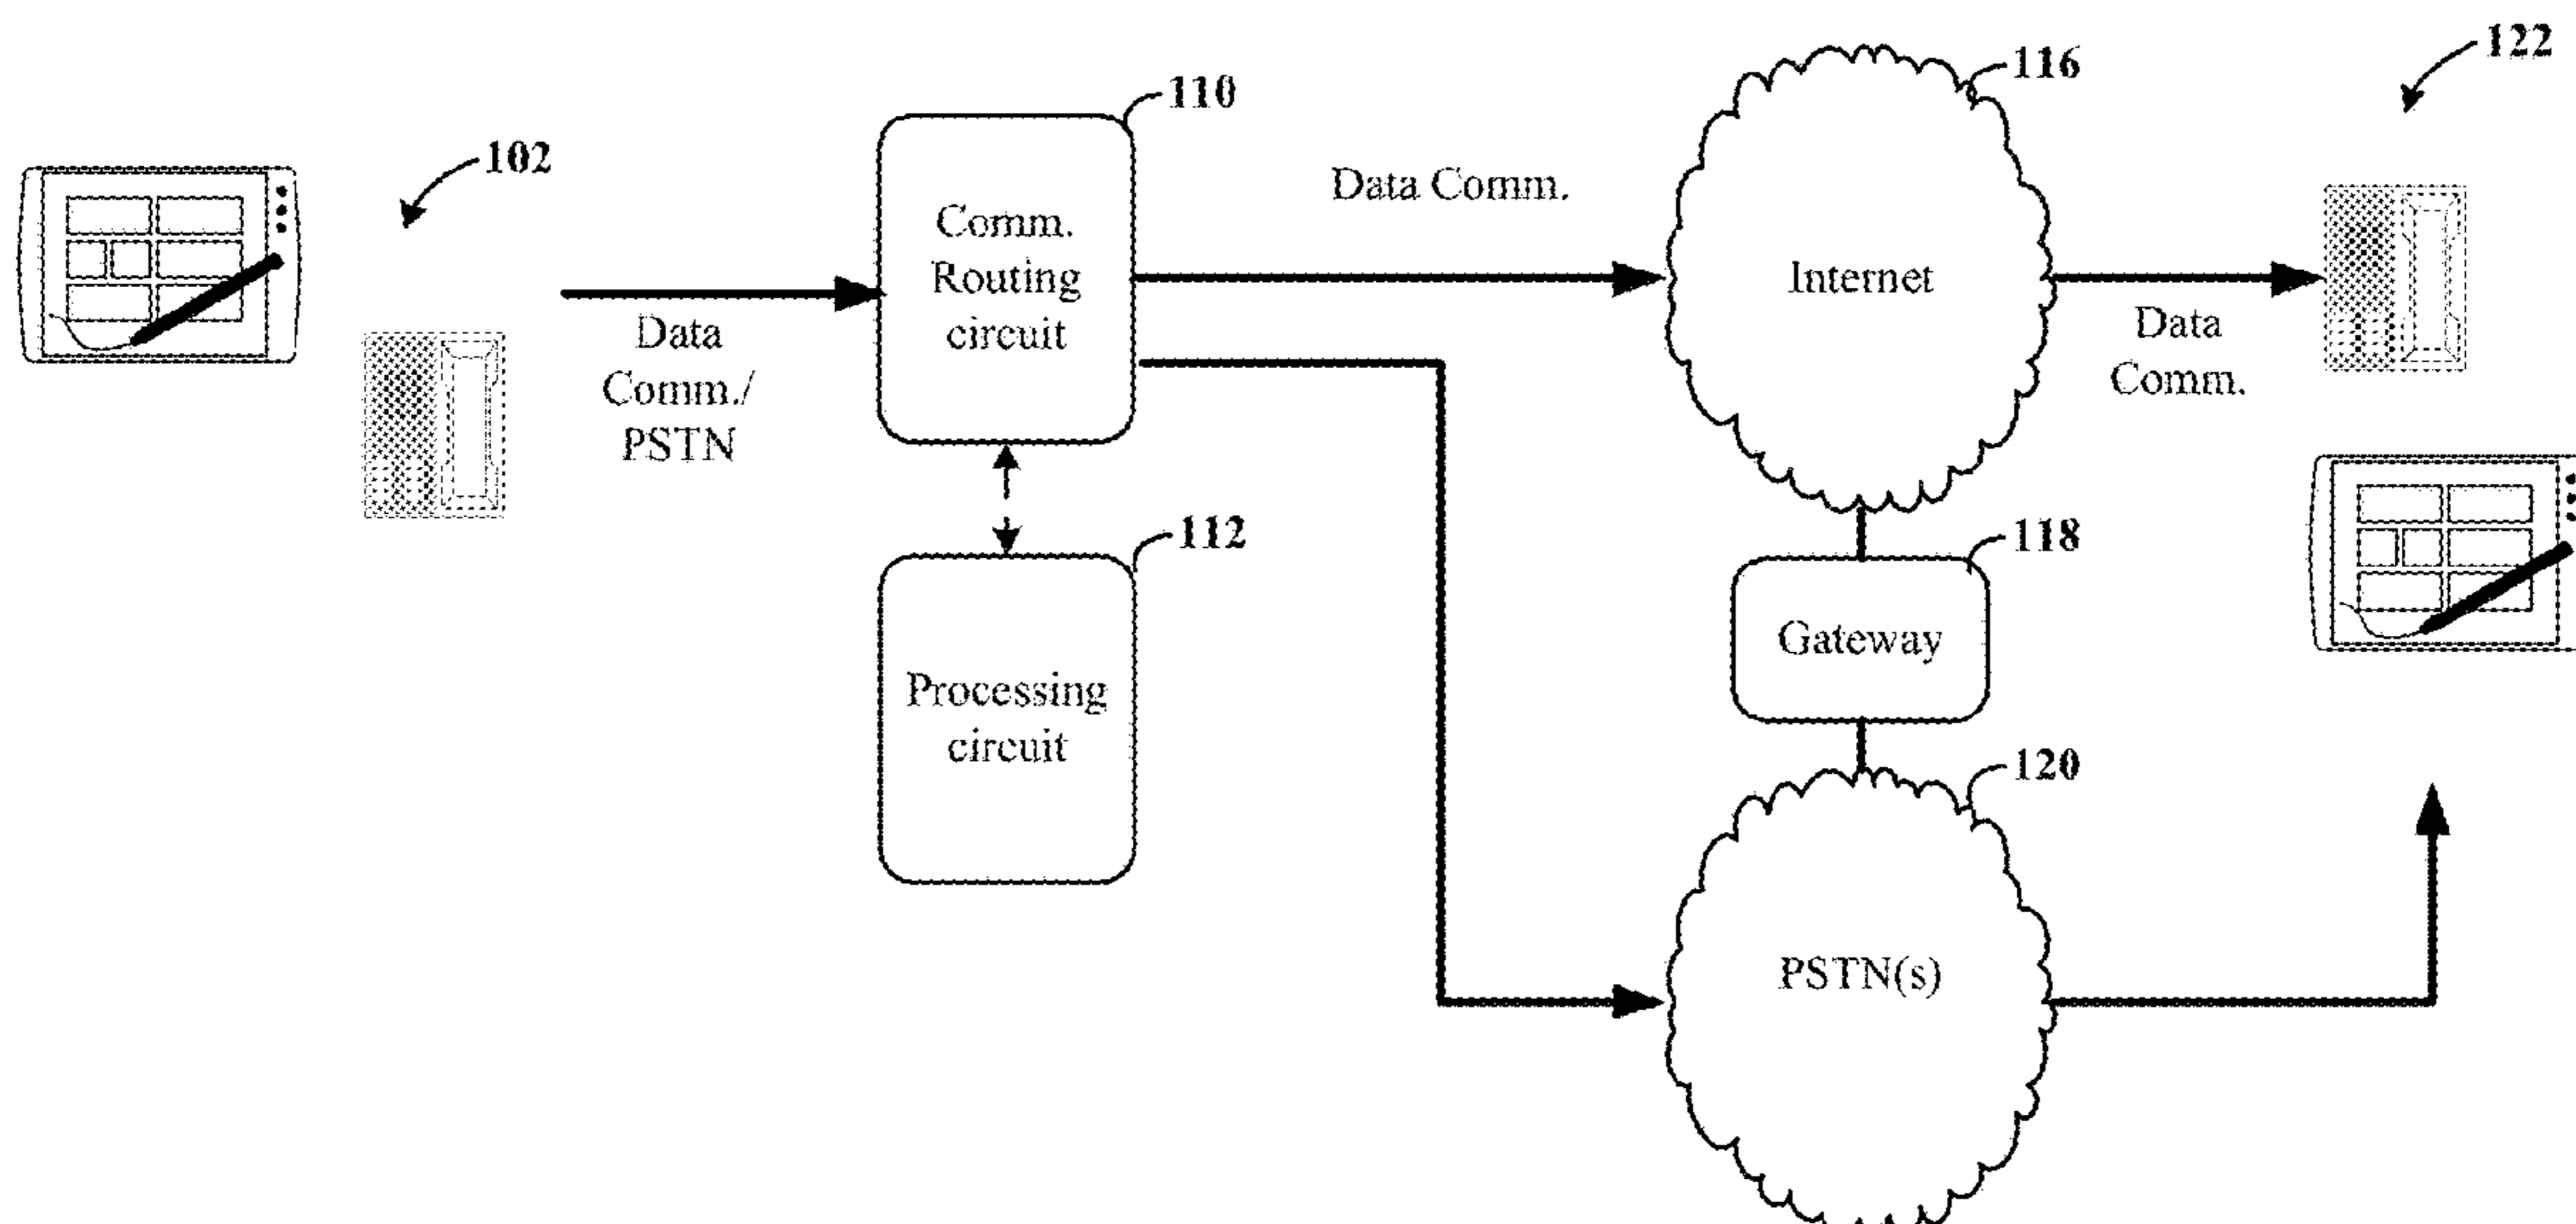 122
116
110
102
Data Comm.
Comm.
Routing
circuit
Internet
Data
Comm./
PSTN
Data
Comm.
112
118
Gateway
Processing
circuit
120
PSTN(s)